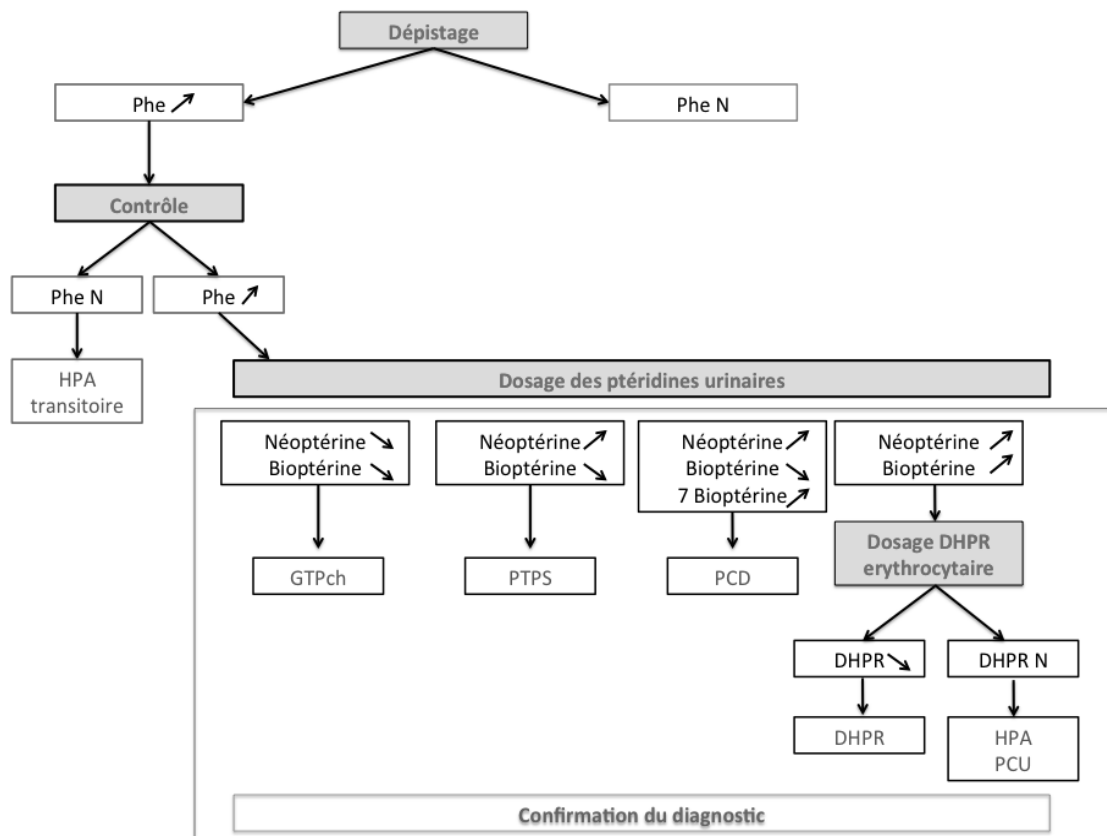 Dépistage
Phe
Phe N
Contrôle
Phe N
Phe
HPA
transitoire
Dosage des ptéridines urinaires
Néoptérine
Bioptérine
Néoptérine
Bioptérine
Néoptérine
Bioptérine
7 Bioptérine
Néoptérine
Bioptérine
GTPch
PTPS
PCD
Dosage DHPR
erythrocytaire
DHPR
DHPR N
DHPR
HPA
PCU
Confirmation du diagnostic